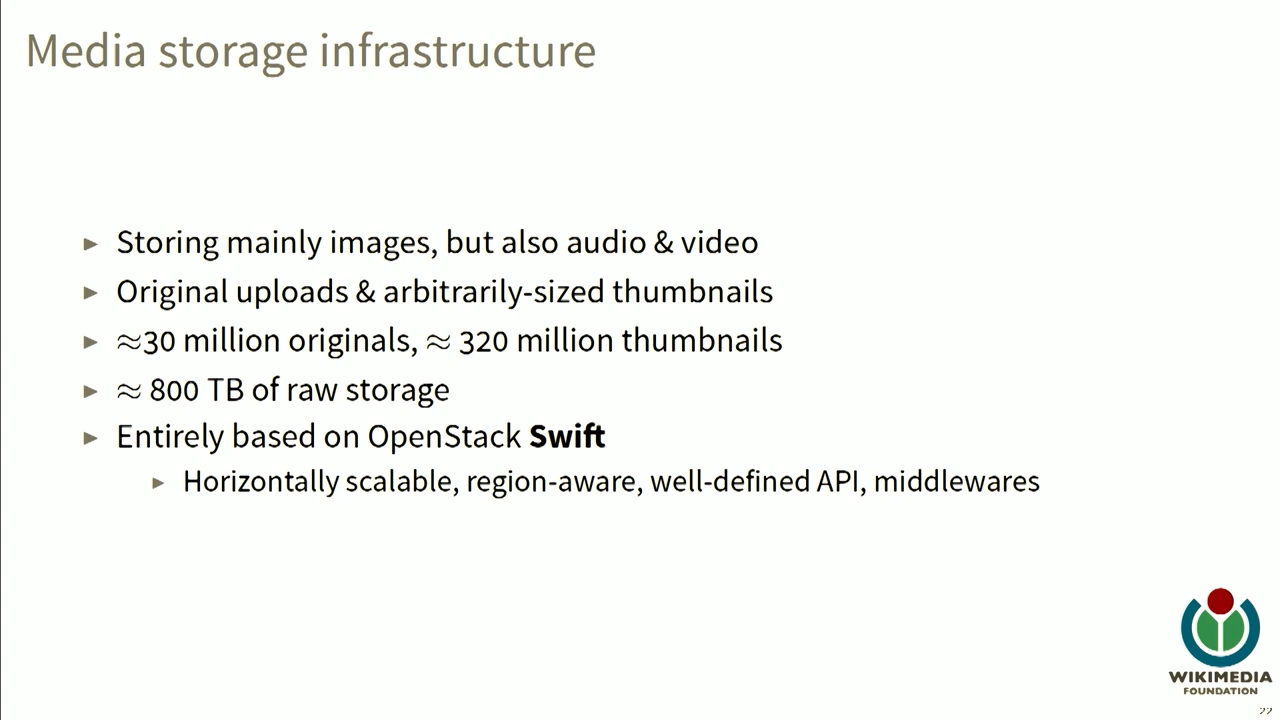 Media storage infrastructure
▸ Storing mainly images, but also audio & video
▸ Original uploads & arbitrarily-sized thumbnails
▸ ≈30 million originals, ≈ 320 million thumbnails
▸ ≈ 800 TB of raw storage
▸ Entirely based on OpenStack Swift
▸ Horizontally scalable, region-aware, well-defined API, middlewares
WIKIMEDIA
FOUNDATION
22